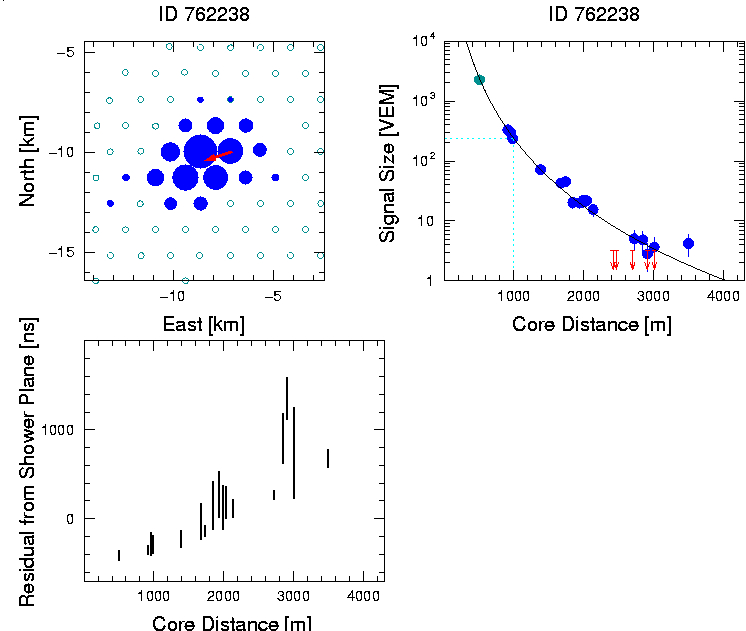 ID 762238
−5
−10
−15
−10
−5
North [km]
East [km]
ID 762238
10^4
10^3
10^2
10
1
1000
2000
3000
4000
Signal Size [VEM]
Core Distance [m]
1000
0
1000
2000
3000
4000
Residual from Shower Plane [ns]
Core Distance [m]